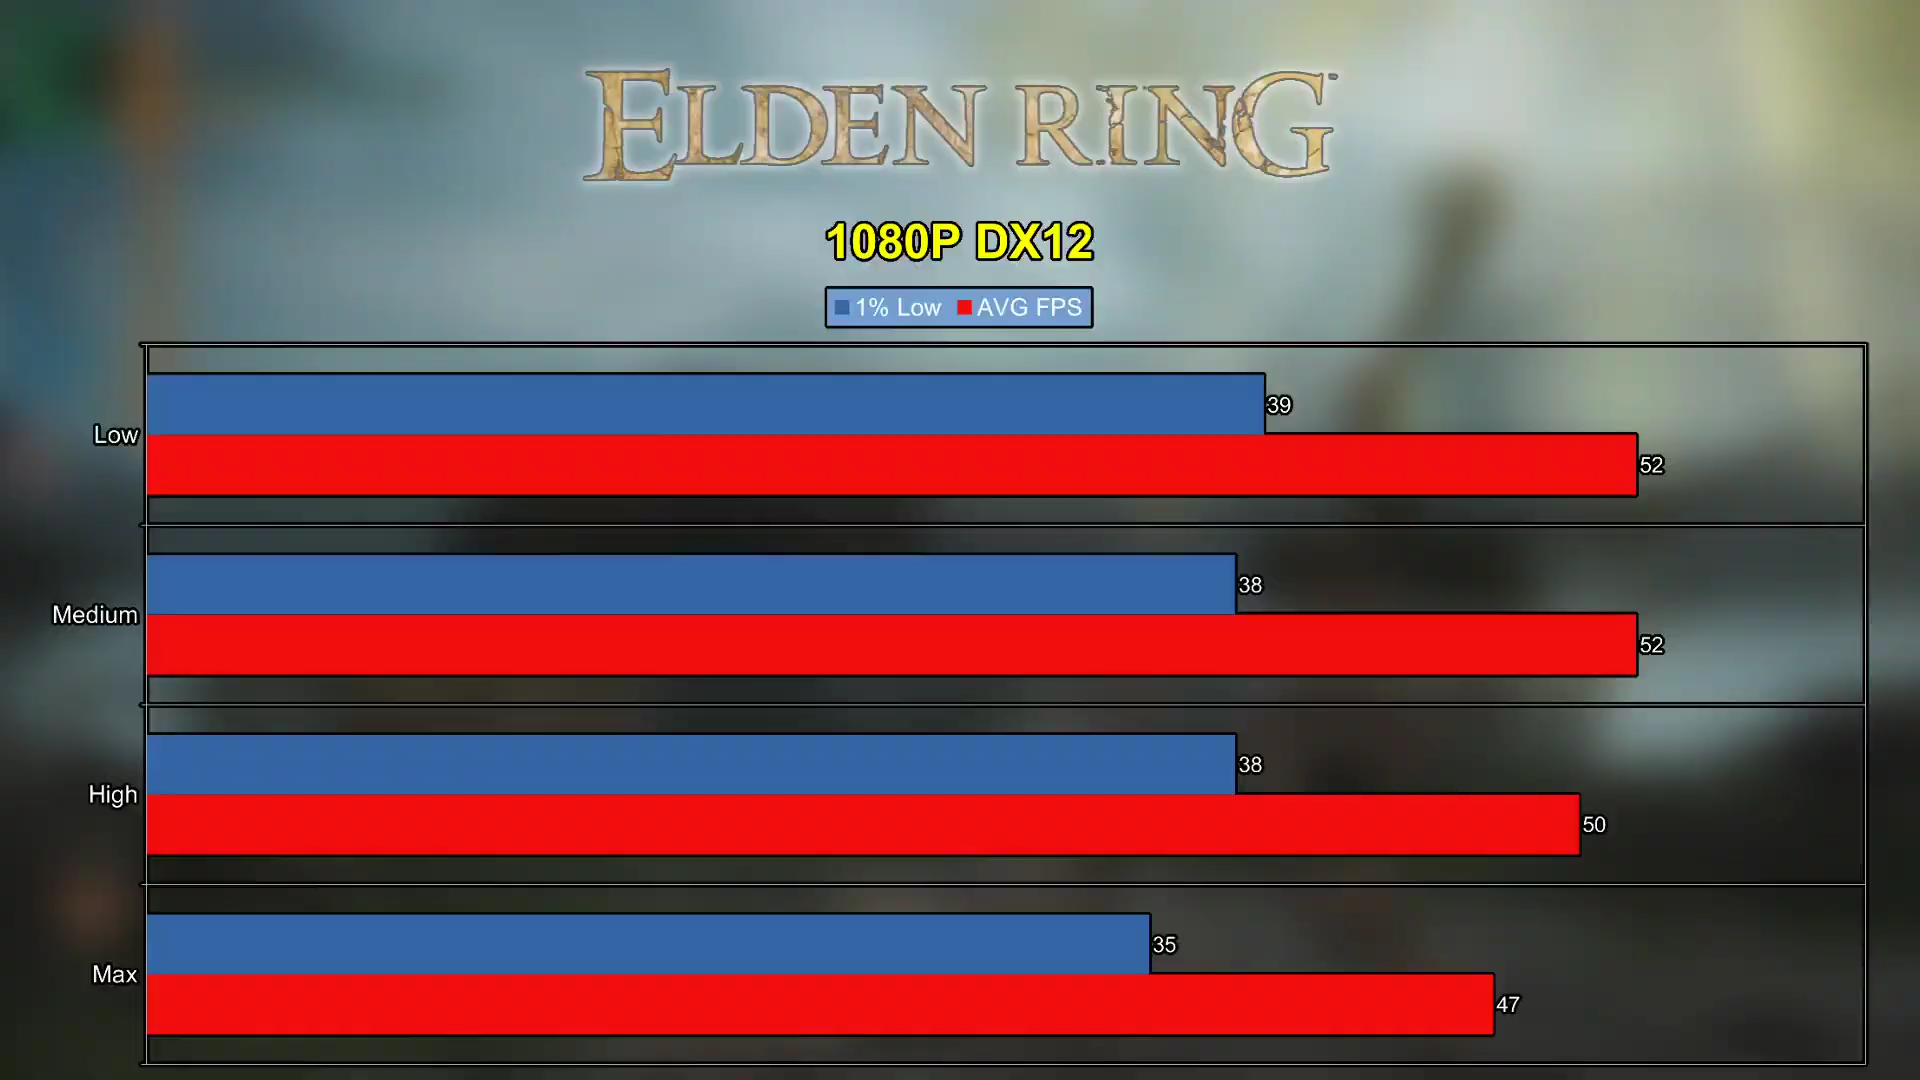 ELDEN RING
1080P DX12
1% Low AVG FPS
Low
39
52
Medium
38
52
High
38
50
Max
35
47